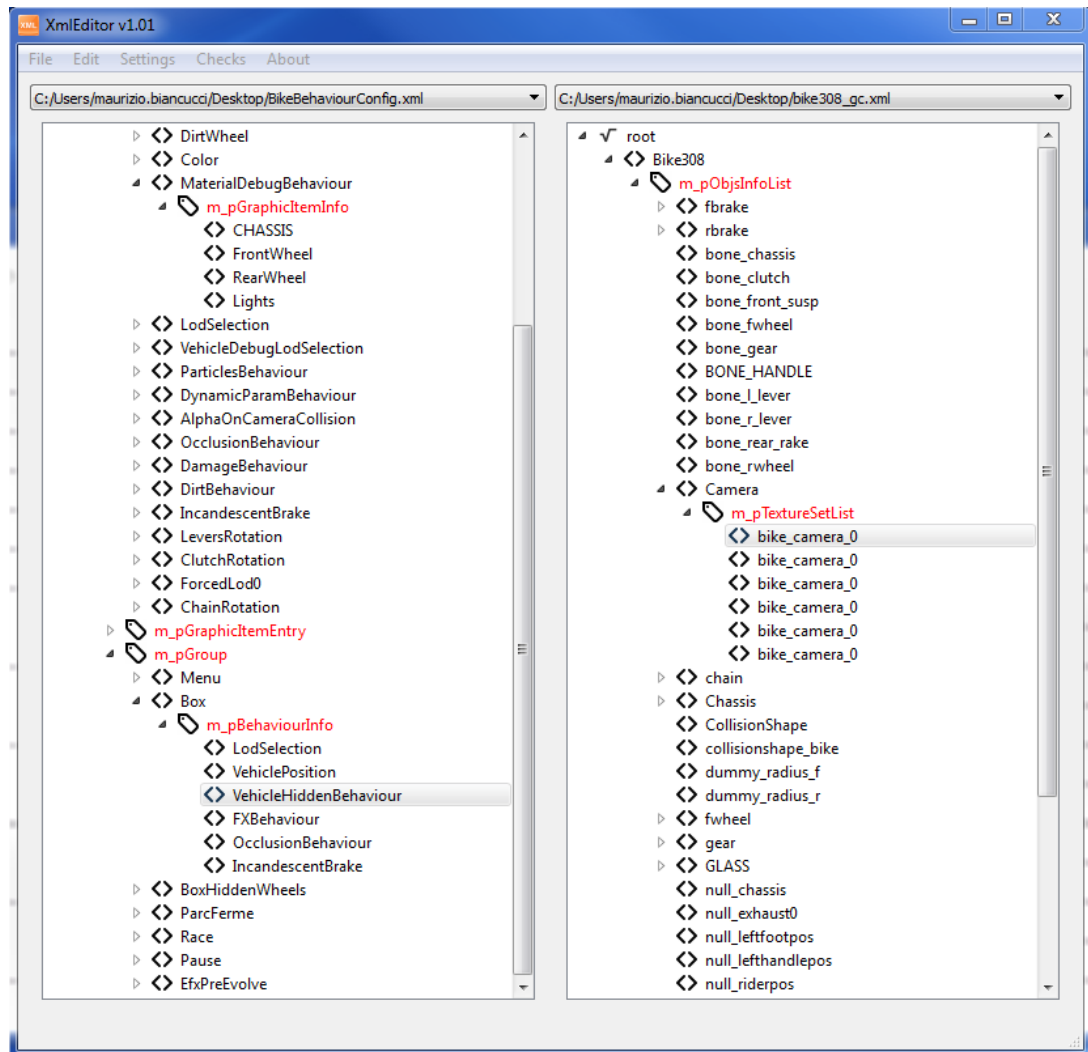 XML XmlEditor v1.01
File Edit Settings Checks About
C:/Users/maurizio.biancucci/Desktop/BikeBehaviourConfig.xml
DirtWheel
Color
MaterialDebugBehaviour
m_pGraphicItemInfo
CHASSIS
FrontWheel
RearWheel
Lights
LodSelection
VehicleDebugLodSelection
ParticlesBehaviour
DynamicParamBehaviour
AlphaOnCameraCollision
OcclusionBehaviour
DamageBehaviour
DirtBehaviour
IncandescentBrake
LeversRotation
ClutchRotation
ForcedLod0
ChainRotation
m_pGraphicItemEntry
m_pGroup
Menu
Box
m_pBehaviourInfo
LodSelection
VehiclePosition
VehicleHiddenBehaviour
FXBehaviour
OcclusionBehaviour
IncandescentBrake
BoxHiddenWheels
ParcFerme
Race
Pause
EfxPreEvolve
C:/Users/maurizio.biancucci/Desktop/bike308_gc.xml
root
Bike308
m_pObjsInfoList
fbrake
rbrake
bone_chassis
bone_clutch
bone_front_susp
bone_fwheel
bone_gear
BONE_HANDLE
bone_l_lever
bone_r_lever
bone_rear_rake
bone_rwheel
Camera
m_pTextureSetList
bike_camera_0
bike_camera_0
bike_camera_0
bike_camera_0
bike_camera_0
bike_camera_0
chain
Chassis
CollisionShape
collisionshape_bike
dummy_radius_f
dummy_radius_r
fwheel
gear
GLASS
null_chassis
null_exhaust0
null_leftfootpos
null_lefthandlepos
null_riderpos